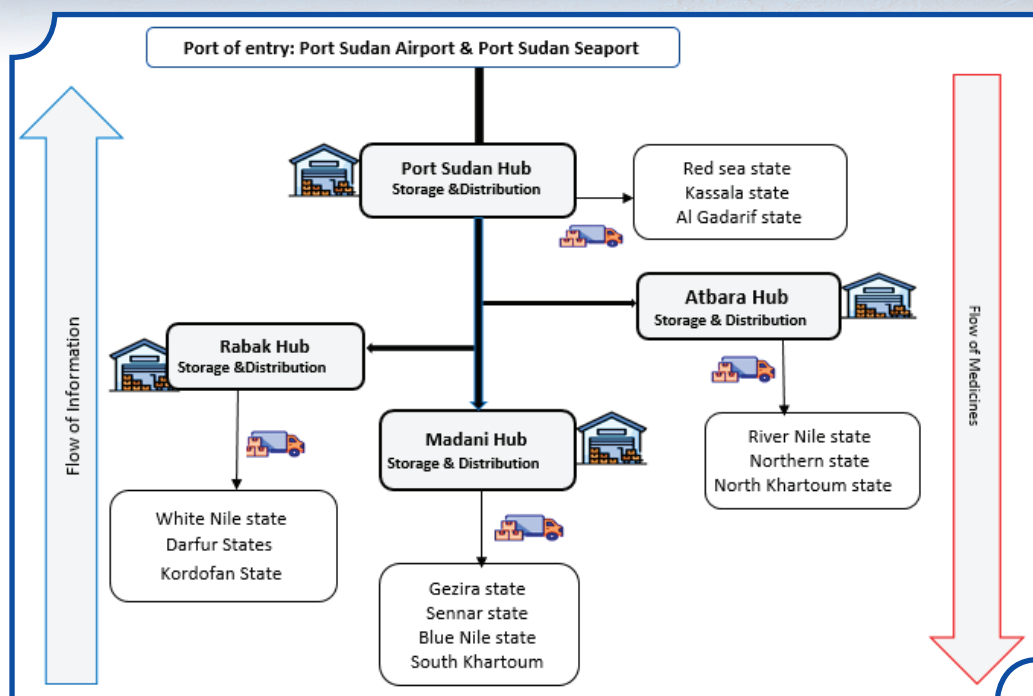 Port of entry: Port Sudan Airport & Port Sudan Seaport
Port Sudan Hub
Storage &Distribution
Red sea state
Kassala state
Al Gadarif state
Atbara Hub
Storage & Distribution
Rabak Hub
Storage &Distribution
Madani Hub
Storage & Distribution
River Nile state
Northern state
North Khartoum state
White Nile state
Darfur States
Kordofan State
Gezira state
Sennar state
Blue Nile state
South Khartoum
Flow of Information
Flow of Medicines